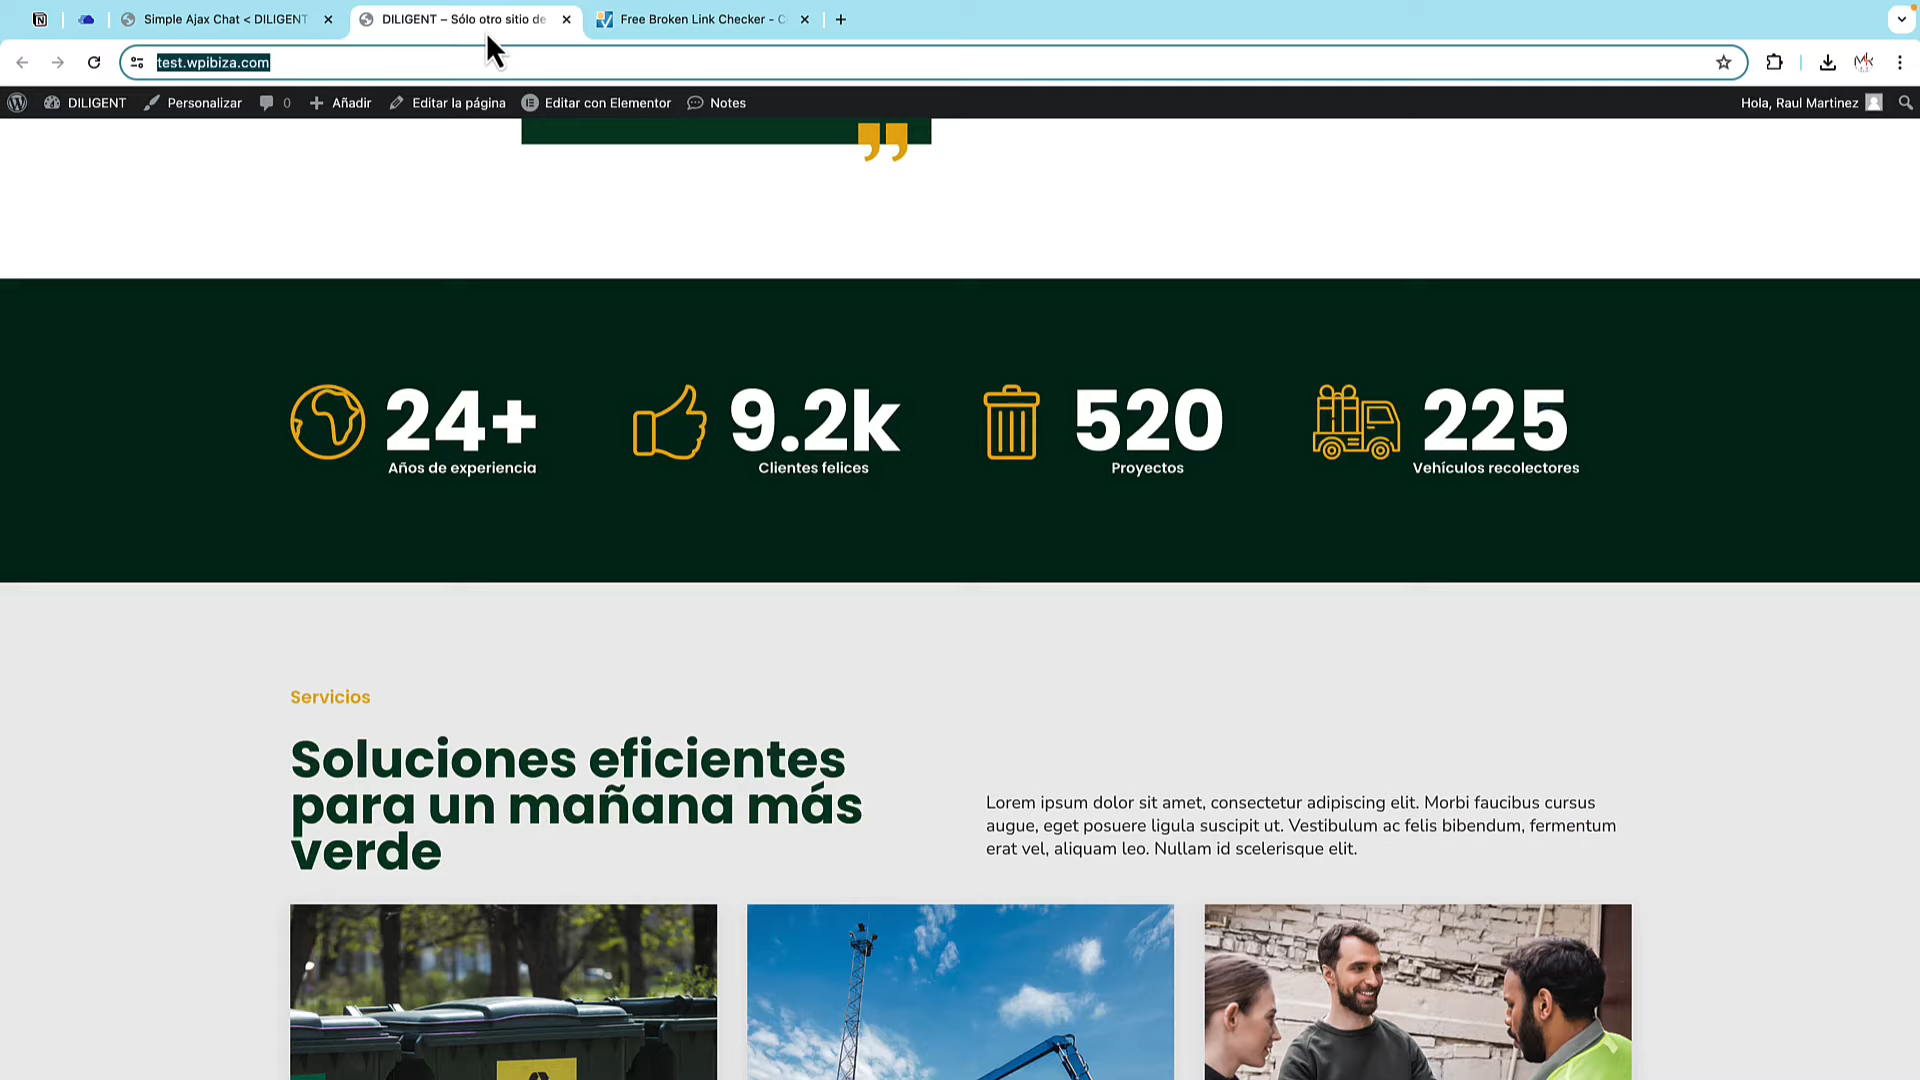 Simple Ajax Chat < DILIGENT
DILIGENT – Sólo otro sitio de
Free Broken Link Checker - C
test.wpibiza.com
DILIGENT
Personalizar
0
Añadir
Editar la página
Editar con Elementor
Notes
Hola, Raul Martinez
”
24+
Años de experiencia
9.2k
Clientes felices
520
Proyectos
225
Vehículos recolectores
Servicios
Soluciones eficientes
para un mañana más
verde
Lorem ipsum dolor sit amet, consectetur adipiscing elit. Morbi faucibus cursus
augue, eget posuere ligula suscipit ut. Vestibulum ac felis bibendum, fermentum
erat vel, aliquam leo. Nullam id scelerisque elit.